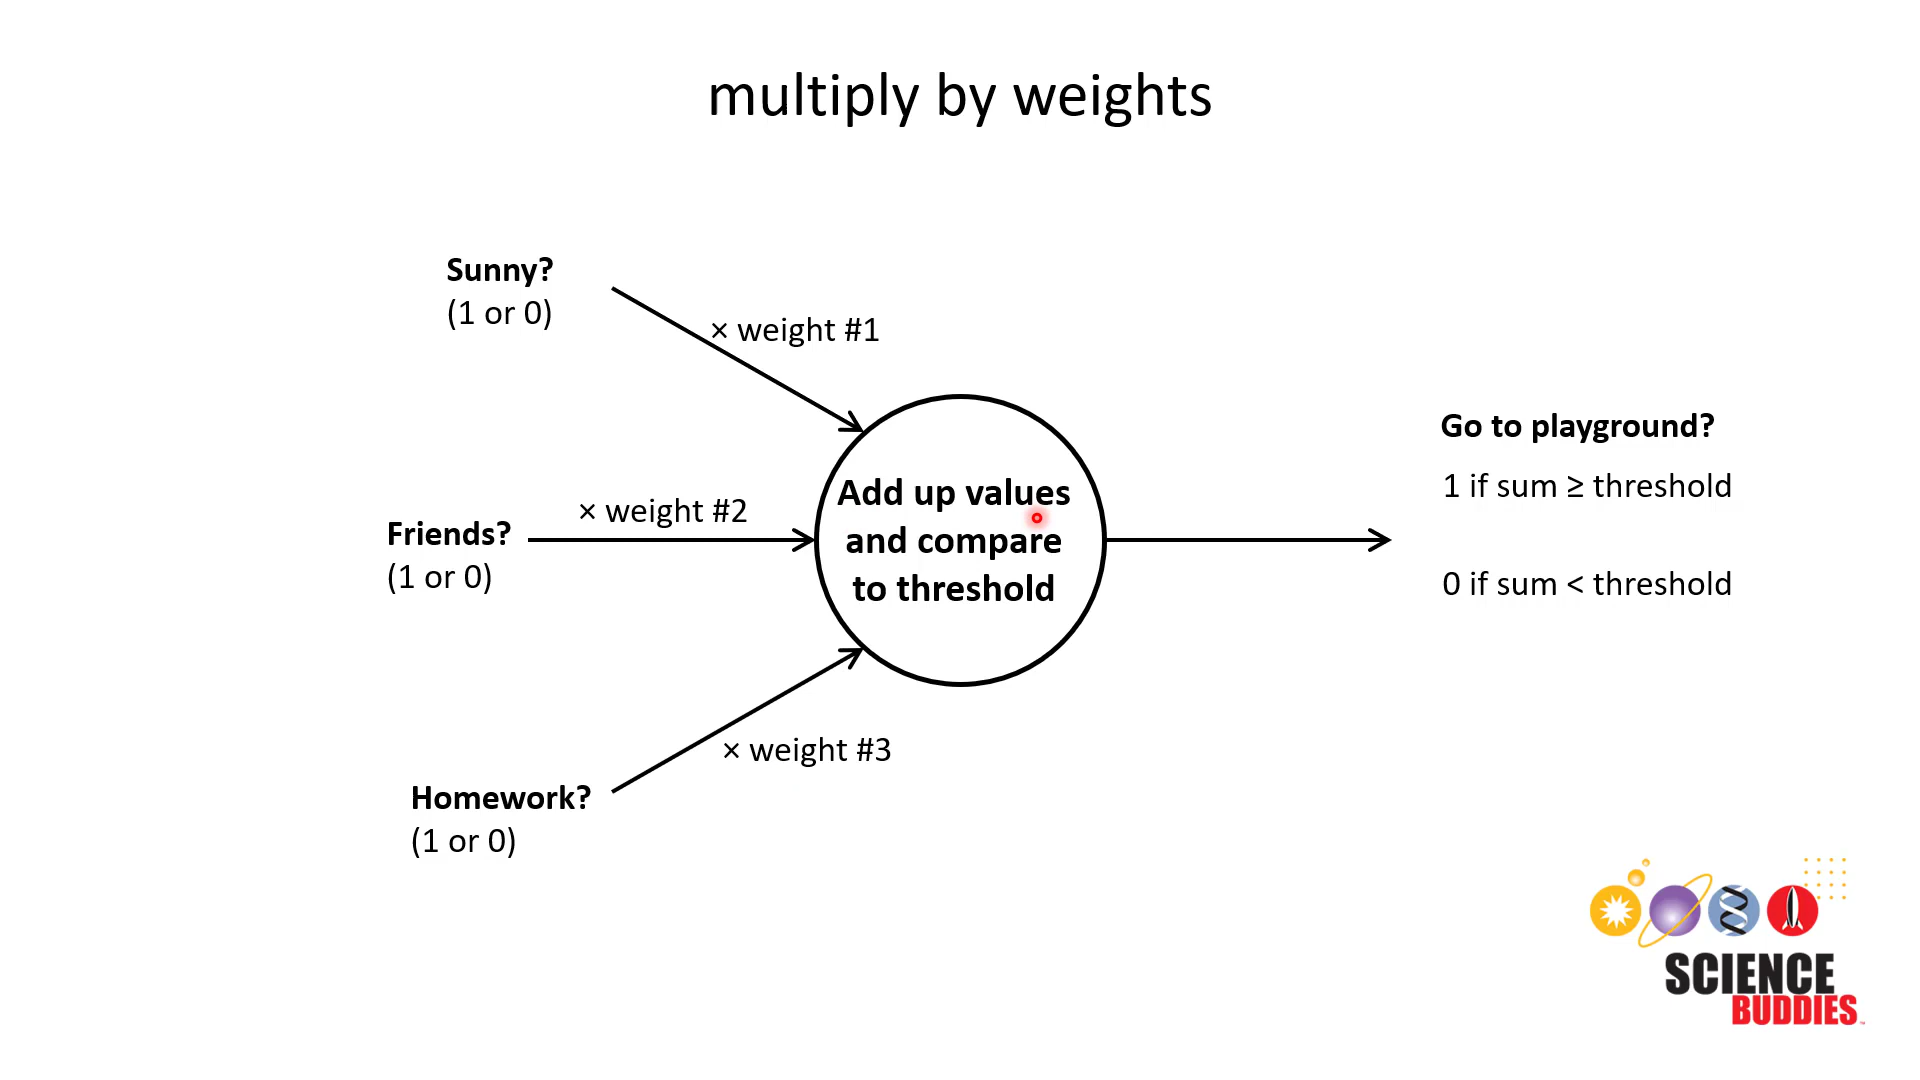 multiply by weights
Sunny?
(1 or 0)
× weight #1
Friends?
(1 or 0)
× weight #2
Homework?
(1 or 0)
× weight #3
Add up values
and compare
to threshold
Go to playground?
1 if sum ≥ threshold
0 if sum < threshold
SCIENCE
BUDDIES